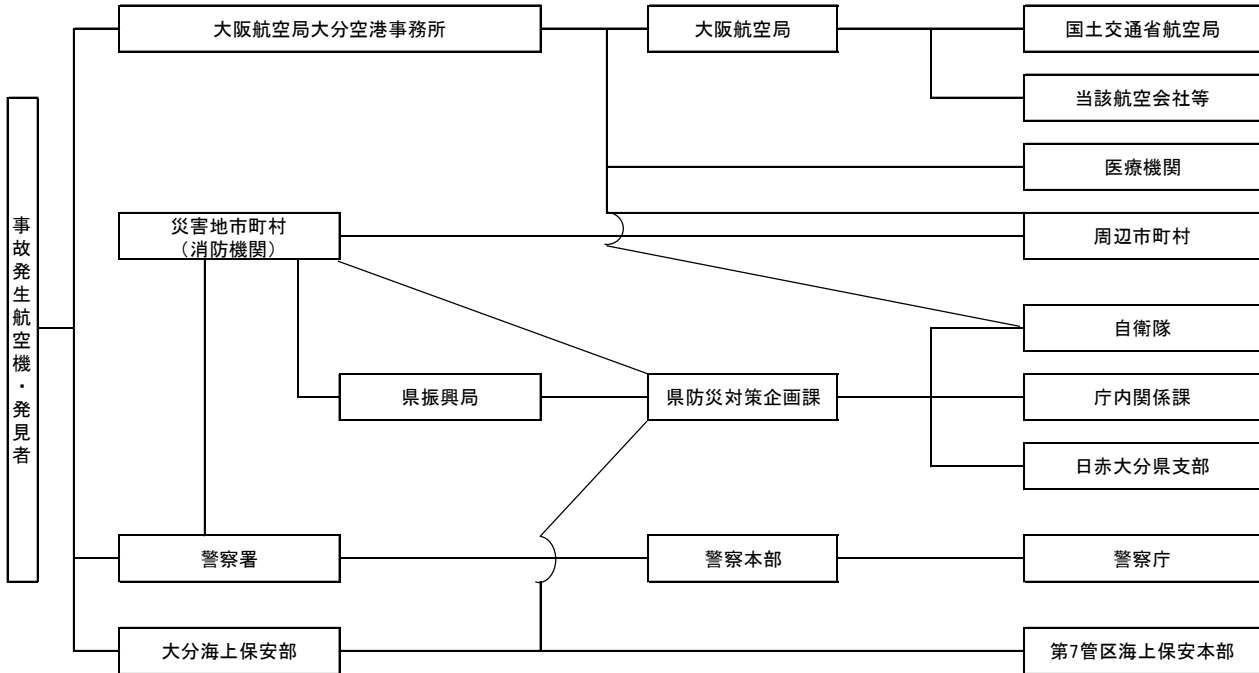 大阪航空局大分空港事務所
大阪航空局
国土交通省航空局
当該航空会社等
医療機関
事故発生航空機・発見者
災害地市町村
（消防機関）
周辺市町村
自衛隊
県振興局
県防災対策企画課
庁内関係課
日赤大分県支部
警察署
警察本部
警察庁
大分海上保安部
第7管区海上保安本部